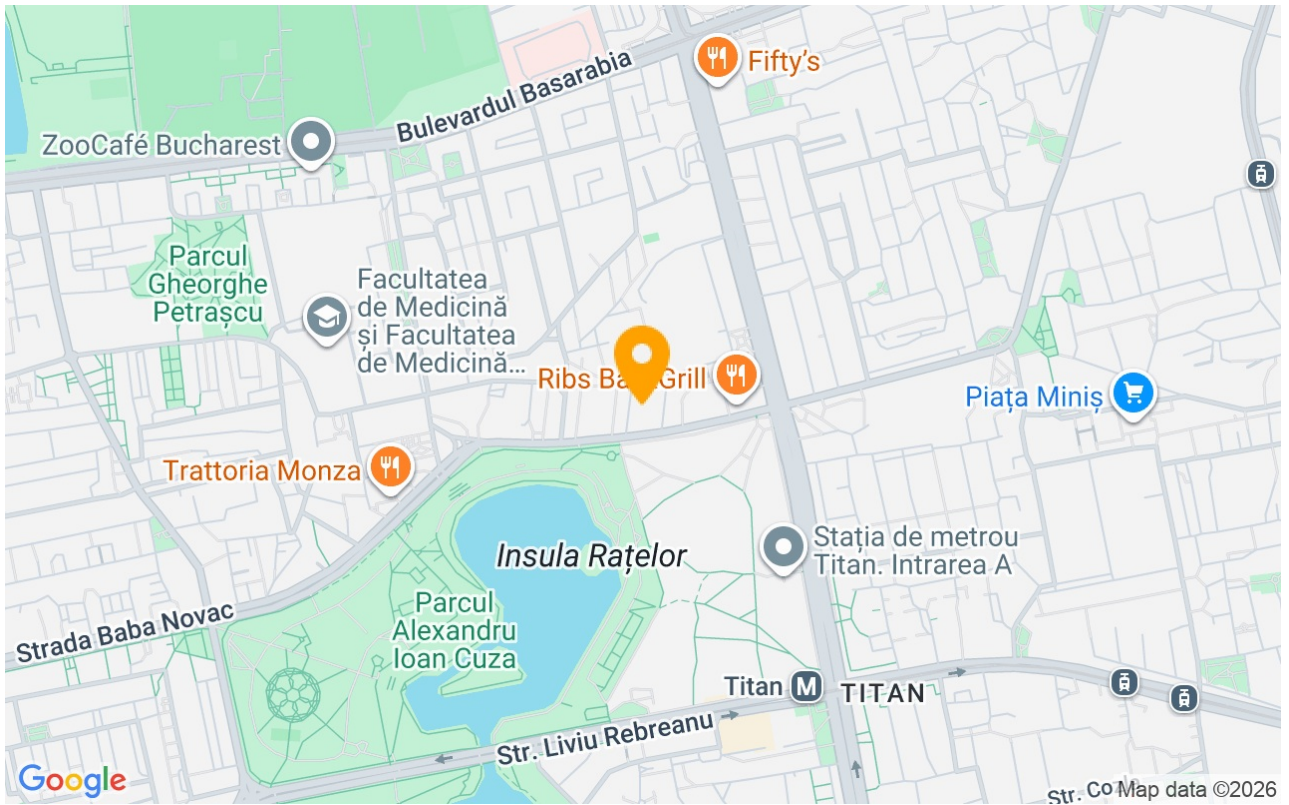 Fifty's
Bulevardul Basarabia
ZooCafé Bucharest
Parcul
Gheorghe
Petrașcu
Facultatea
de Medicină
și Facultatea
de Medicină...
Ribs Grill
Piața Miniș
Trattoria Monza
Insula Rațelor
Stația de metrou
Titan. Intrarea A
Parcul
Alexandru
Ioan Cuza
Strada Baba Novac
Titan M
TITAN
Str. Liviu Rebreanu
Google
Str.
Map data ©2026